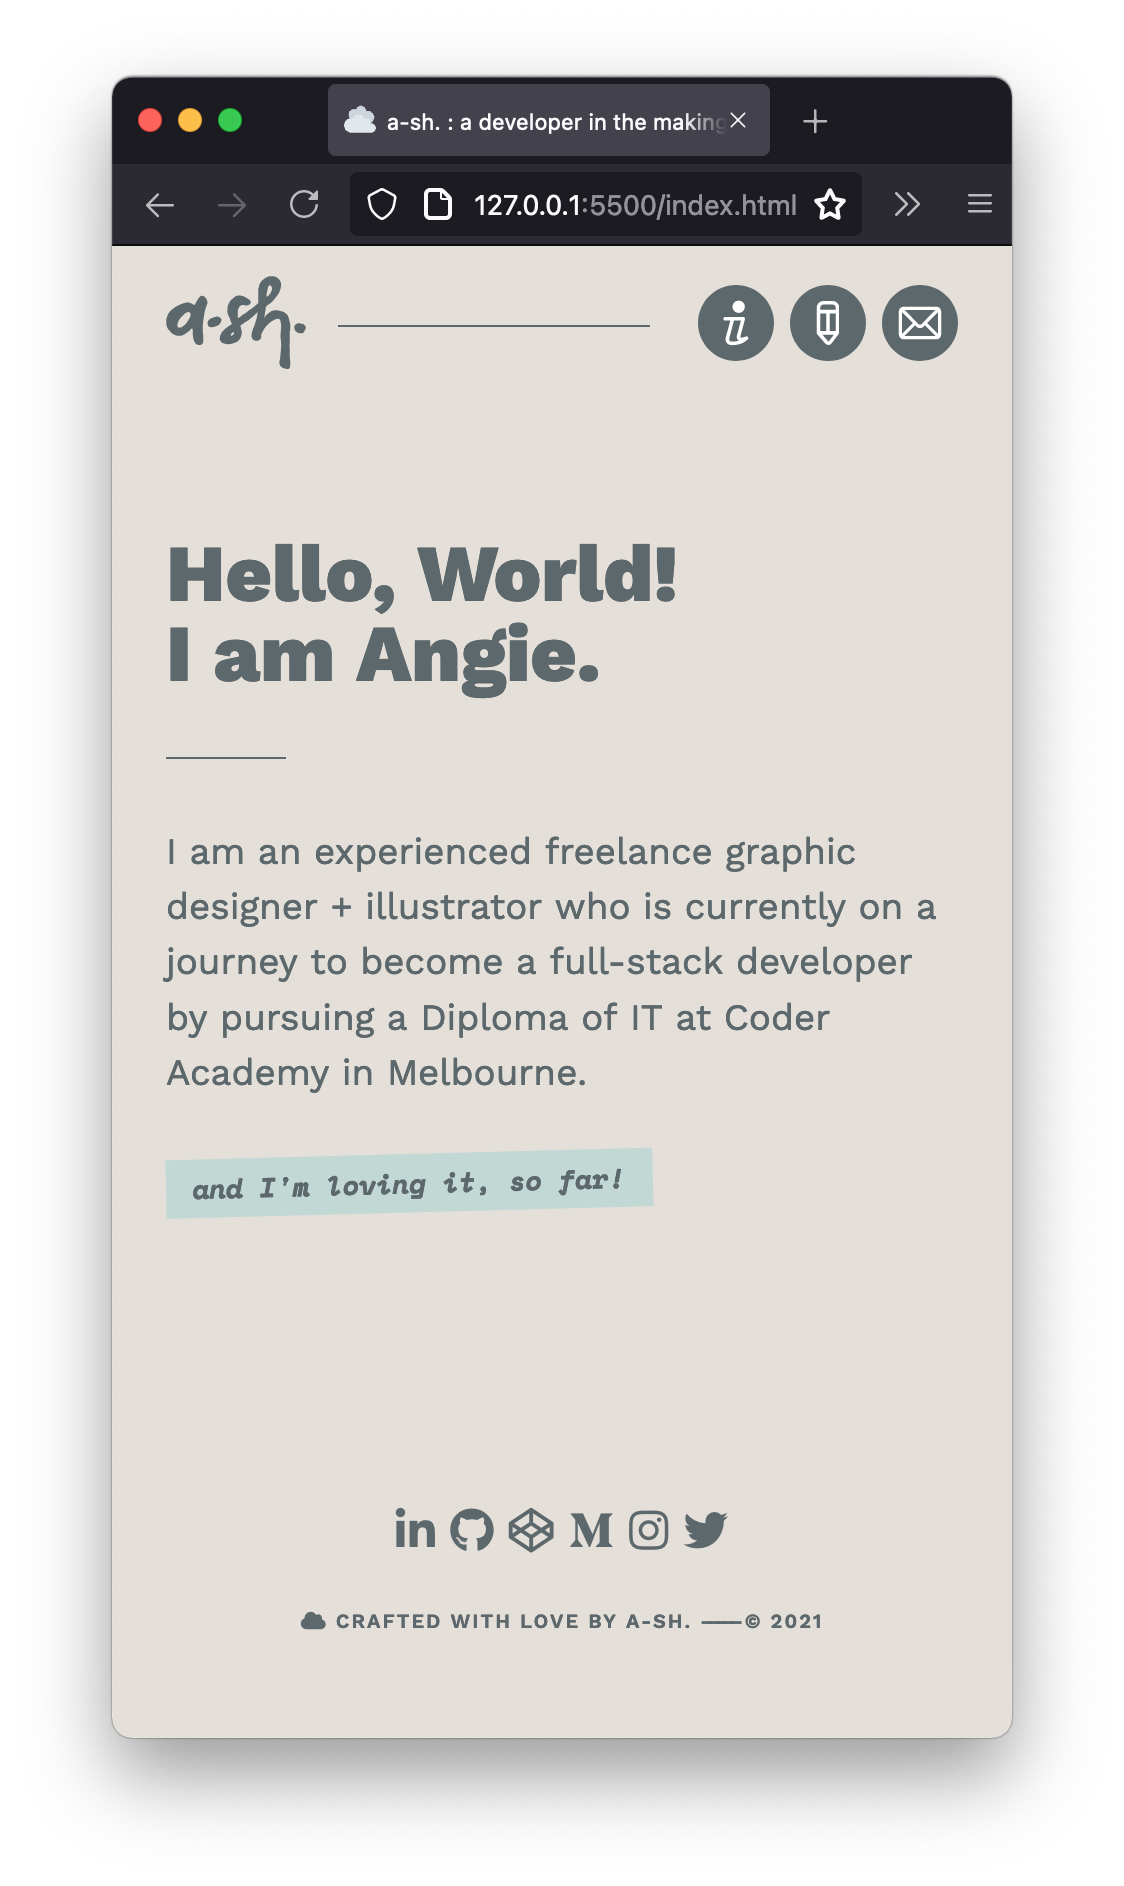 a-sh. : a developer in the making
127.0.0.1:5500/index.html
a-sh.
Hello, World!
I am Angie.
I am an experienced freelance graphic
designer + illustrator who is currently on a
journey to become a full-stack developer
by pursuing a Diploma of IT at Coder
Academy in Melbourne.
and I'm loving it, so far!
CRAFTED WITH LOVE BY A-SH. ——© 2021